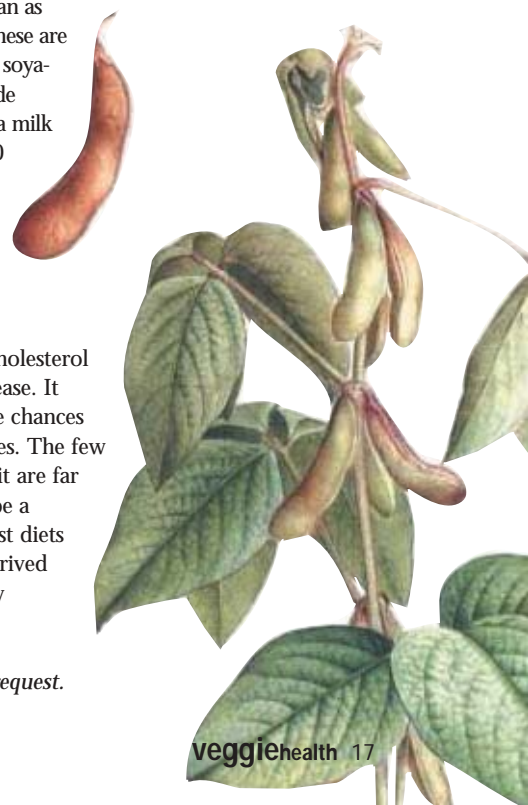 an as
hese are
soya-
de
a milk
0
holesterol
ease. It
e chances
es. The few
it are far
be a
st diets
rived
y
request.
veggiehealth 17